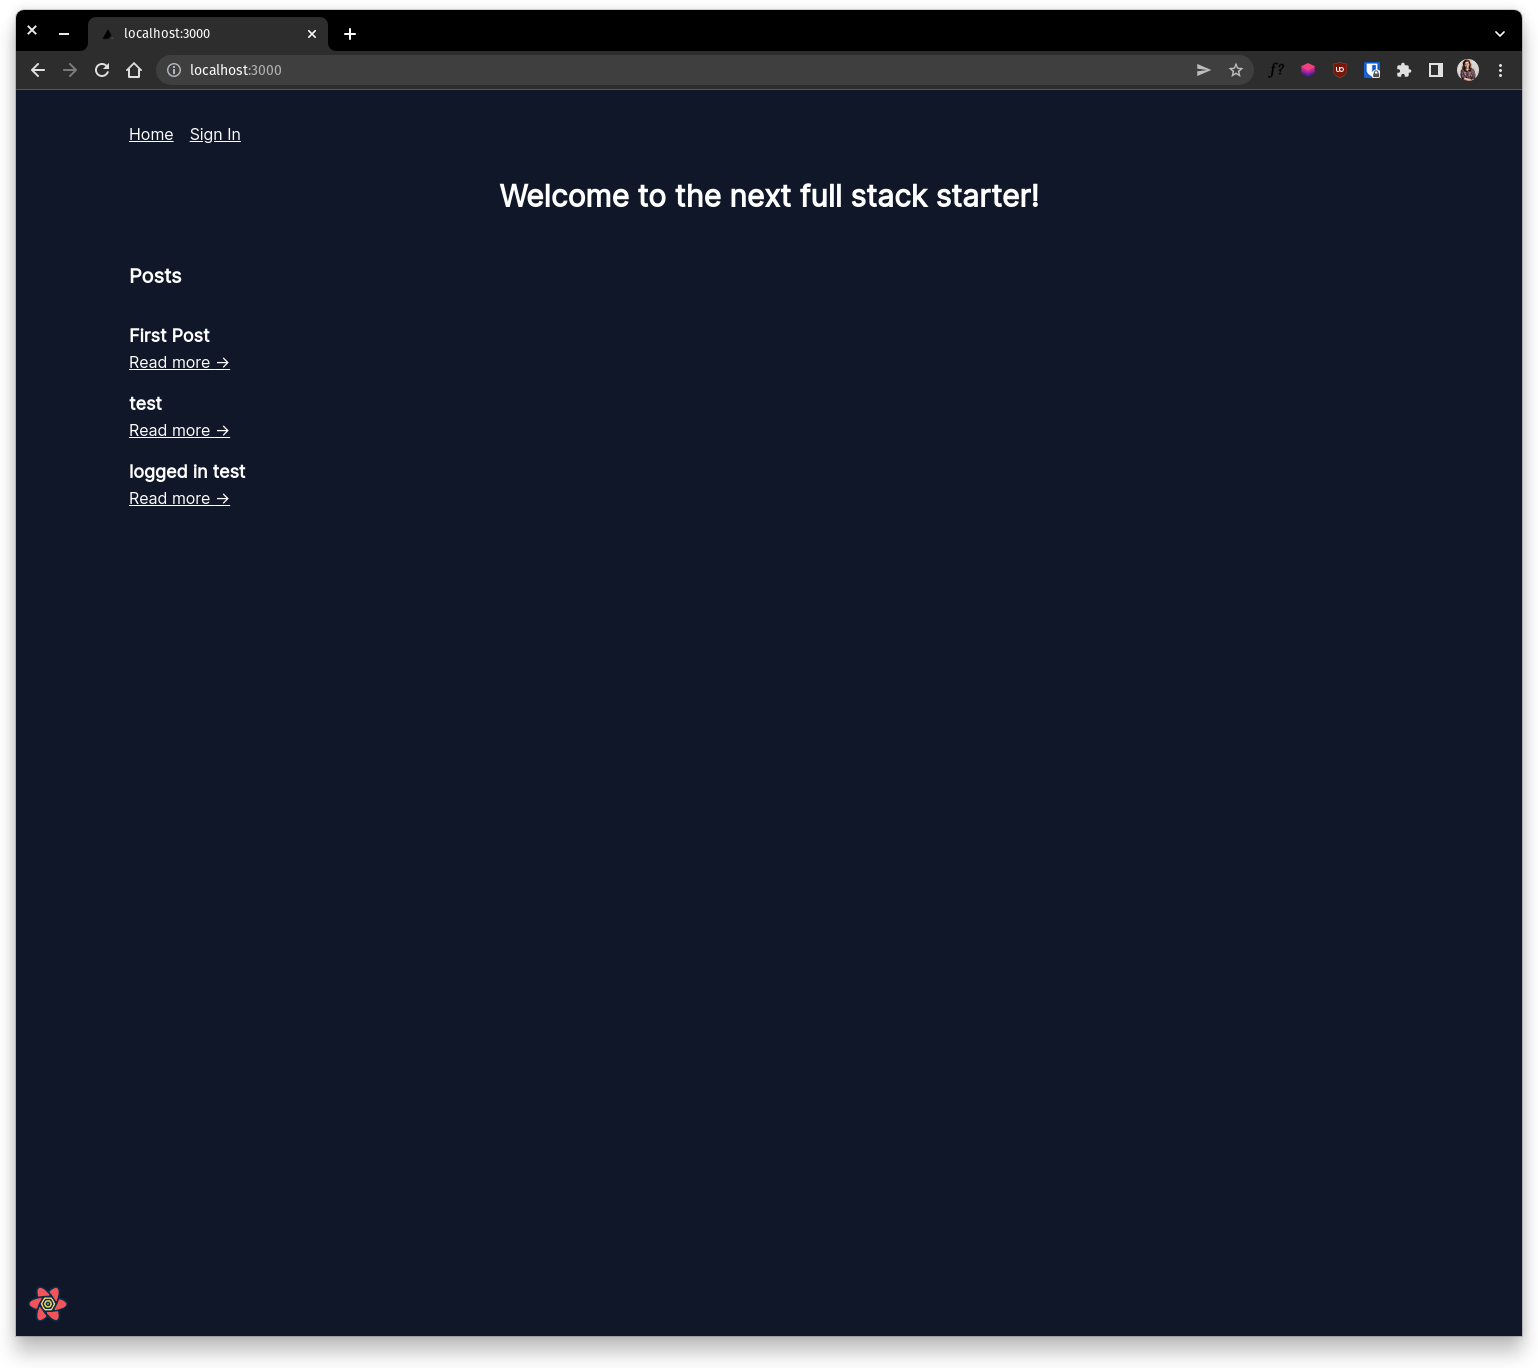 localhost:3000
localhost:3000
f?
UD
Home Sign In
Welcome to the next full stack starter!
Posts
First Post
Read more →
test
Read more →
logged in test
Read more →